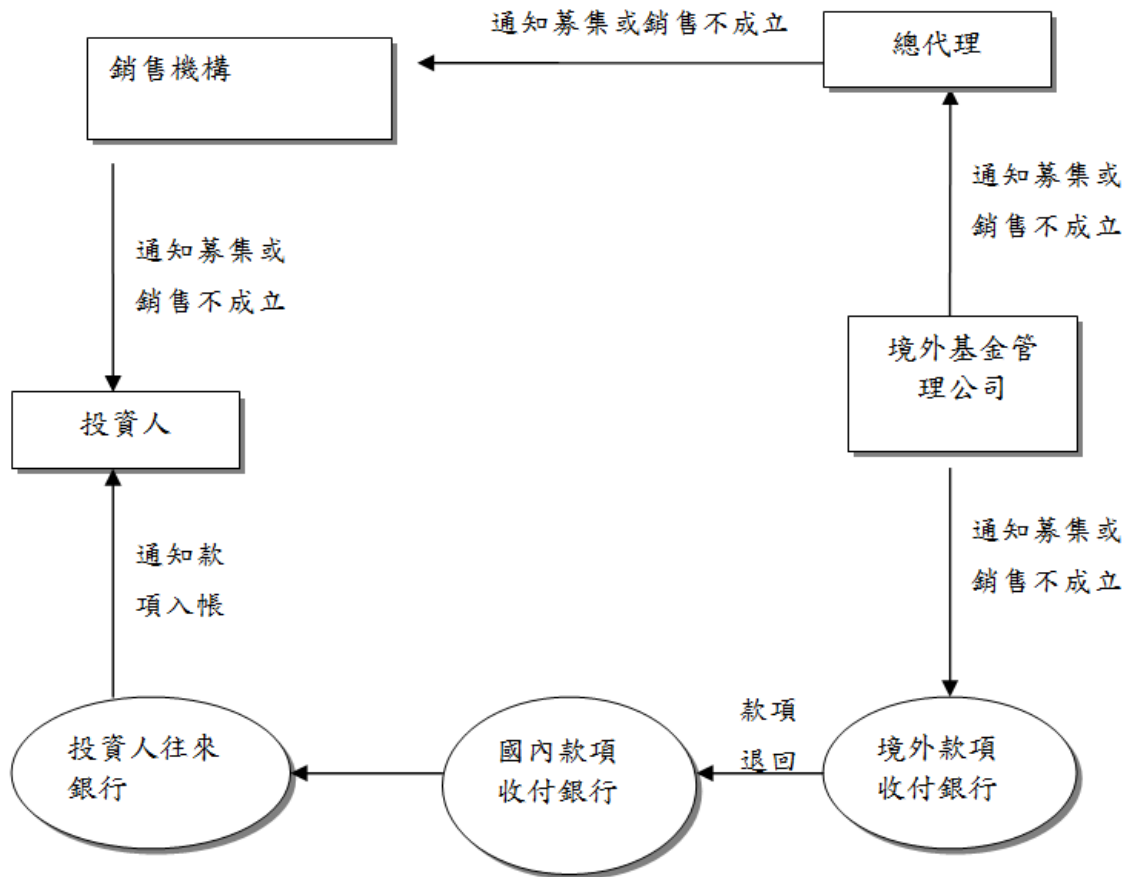 通知募集或銷售不成立
總代理
銷售機構
通知募集或
銷售不成立
通知募集或
銷售不成立
境外基金管
理公司
投資人
通知款
項入帳
通知募集或
銷售不成立
款項
退回
投資人往來
銀行
國內款項
收付銀行
境外款項
收付銀行